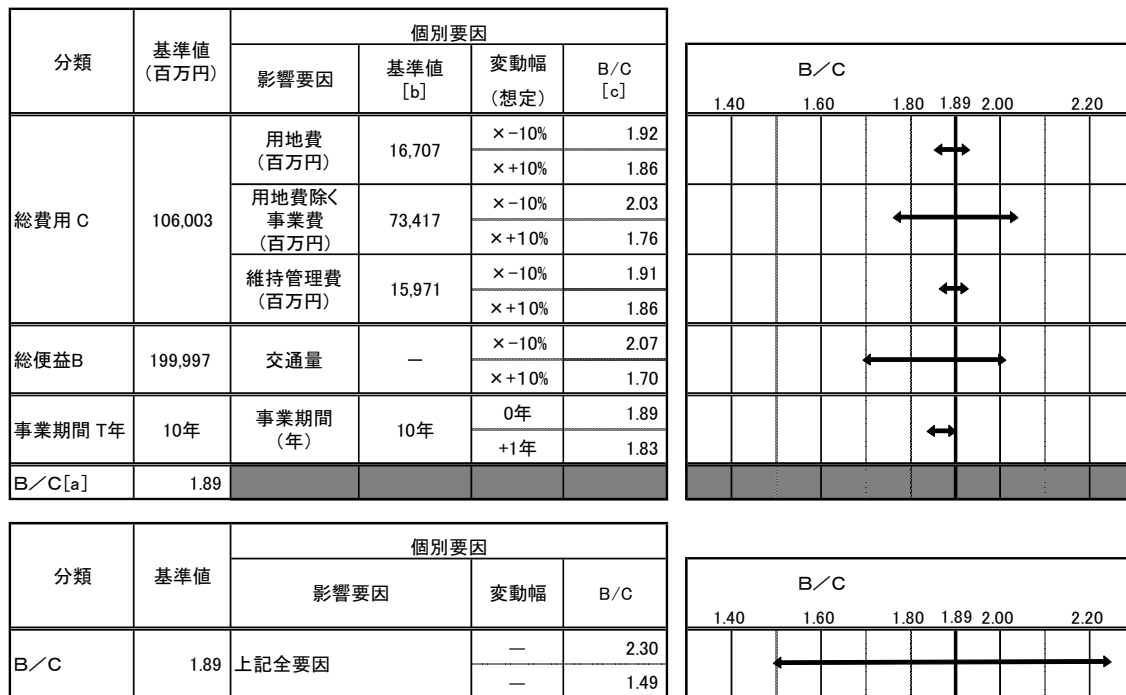 分類
基準値
(百万円)
個別要因
影響要因
基準値
[b]
変動幅
(想定)
B/C
[c]
総費用 C
106,003
用地費
(百万円)
16,707
×-10%
1.92
×+10%
1.86
用地費除く
事業費
(百万円)
73,417
×-10%
2.03
×+10%
1.76
維持管理費
(百万円)
15,971
×-10%
1.91
×+10%
1.86
総便益B
199,997
交通量
―
×-10%
2.07
×+10%
1.70
事業期間 T年
10年
事業期間
(年)
10年
0年
1.89
+1年
1.83
B/C[a]
1.89
B/C
1.40 1.60 1.80 1.89 2.00 2.20
分類
基準値
個別要因
影響要因
変動幅
B/C
B/C
1.89
上記全要因
―
2.30
―
1.49
B/C
1.40 1.60 1.80 1.89 2.00 2.20